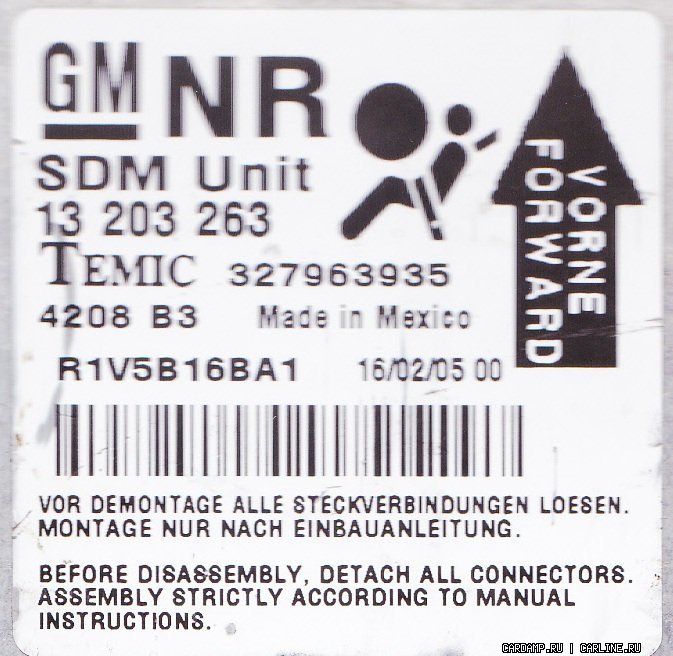 GM NR
SDM Unit
13 203 263
TEMIC 327963935
4208 B3 Made in Mexico
R1V5B16BA1 16/02/05 00
VORNE
FORWARD
VOR DEMONTAGE ALLE STECKVERBINDUNGEN LOESEN.
MONTAGE NUR NACH EINBAUANLEITUNG.
BEFORE DISASSEMBLY, DETACH ALL CONNECTORS.
ASSEMBLY STRICTLY ACCORDING TO MANUAL
INSTRUCTIONS.
CARDAMP.RU | CARLINE.RU